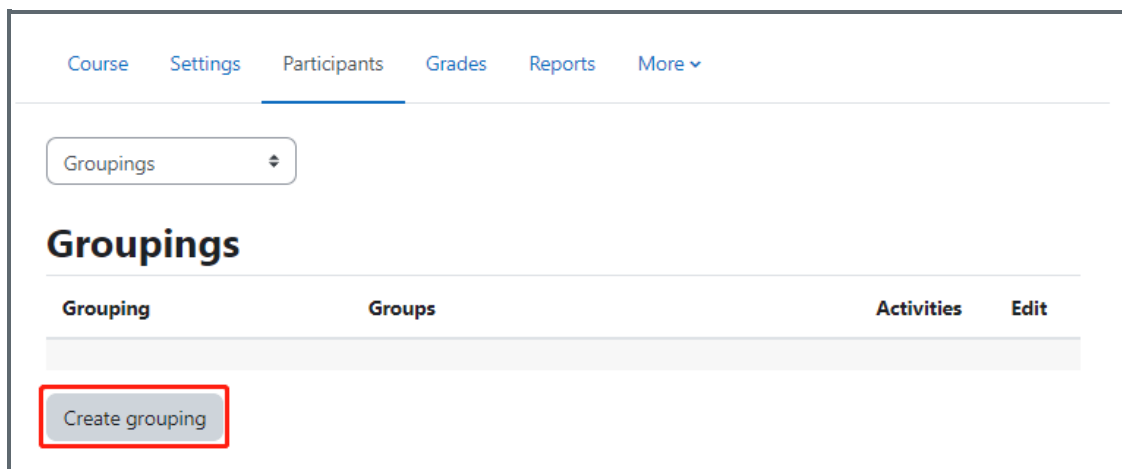 Course Settings Participants Grades Reports More
Groupings
Groupings
Grouping Groups Activities Edit
Create grouping